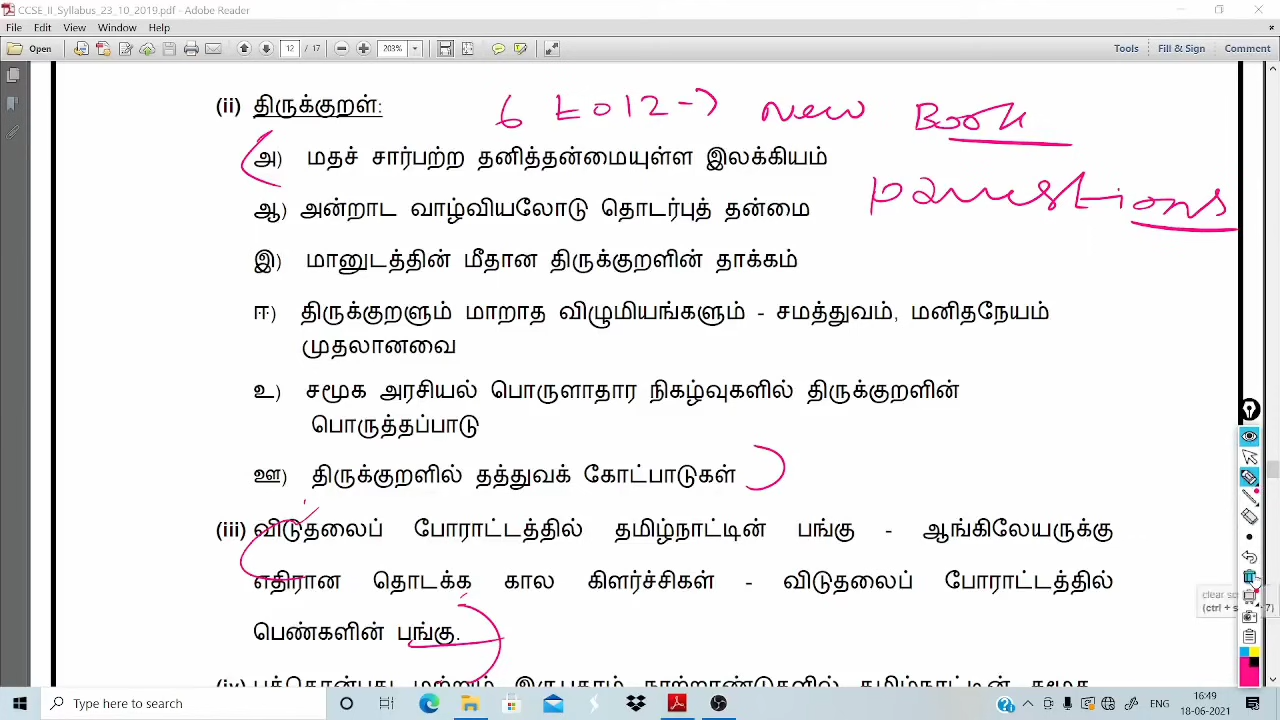 CCSE_II_Syllabus_23_10_2019.pdf - Adobe Reader
File Edit View Window Help
Open 12 / 17 203% Tools Fill & Sign Comment
(ii) திருக்குறள்:
6 to 12 -> New Book
அ) மதச் சார்பற்ற தனித்தன்மையுள்ள இலக்கியம்
ஆ) அன்றாட வாழ்வியலோடு தொடர்புத் தன்மை
இ) மானுடத்தின் மீதான திருக்குறளின் தாக்கம்
ஈ) திருக்குறளும் மாறாத விழுமியங்களும் - சமத்துவம், மனிதநேயம்
முதலானவை
உ) சமூக அரசியல் பொருளாதார நிகழ்வுகளில் திருக்குறளின்
பொருத்தப்பாடு
ஊ) திருக்குறளில் தத்துவக் கோட்பாடுகள்
(iii) விடுதலைப் போராட்டத்தில் தமிழ்நாட்டின் பங்கு - ஆங்கிலேயருக்கு
எதிரான தொடக்க கால கிளர்ச்சிகள் - விடுதலைப் போராட்டத்தில்
clear
(ctrl + 7)
பெண்களின் பங்கு.
Type here to search
16:49
18-06-2021